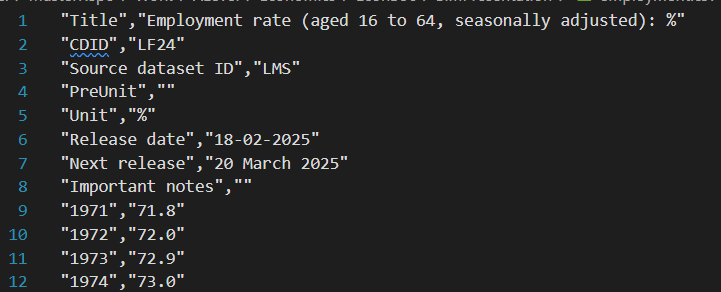 1 "Title","Employment rate (aged 16 to 64, seasonally adjusted): %"
2 "CDID","LF24"
3 "Source dataset ID","LMS"
4 "PreUnit",""
5 "Unit","%"
6 "Release date","18-02-2025"
7 "Next release","20 March 2025"
8 "Important notes",""
9 "1971","71.8"
10 "1972","72.0"
11 "1973","72.9"
12 "1974","73.0"